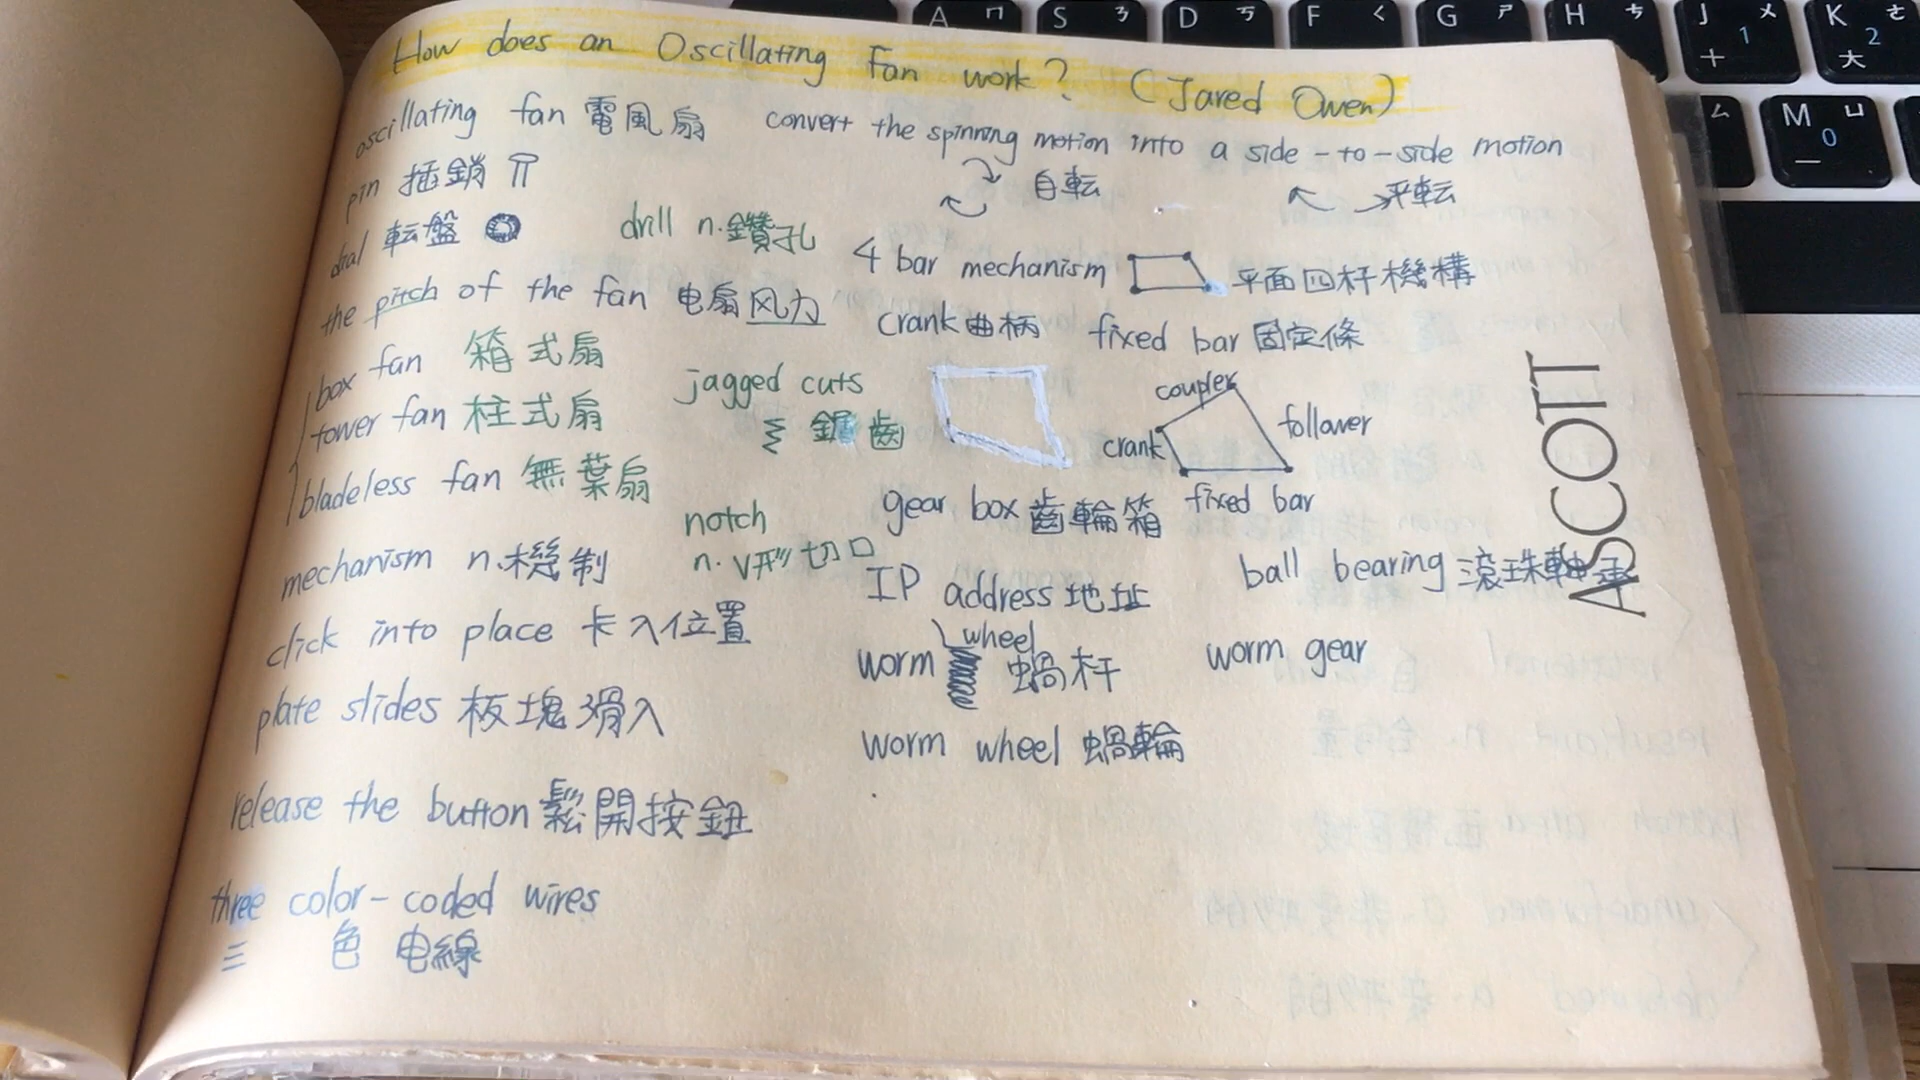 How does an Oscillating Fan work? (Jared Owen)
oscillating fan 電風扇
convert the spinning motion into a side-to-side motion
自転
平転
pin 插銷
dial 転盤
drill n.鑽孔
the pitch of the fan 电扇风力
box fan 箱式扇
tower fan 柱式扇
bladeless fan 無葉扇
jagged cuts
鋸齒
notch
n. V形切口
mechanism n.機制
click into place 卡入位置
plate slides 板塊滑入
release the button 鬆開按鈕
three color-coded wires
三 色 电線
4 bar mechanism 平面四杆機構
crank 曲柄 fixed bar 固定條
coupler
crank
follower
fixed bar
gear box 齒輪箱
IP address 地址
ball bearing 滾珠軸承
wheel
worm 蝸杆
worm gear
worm wheel 蝸輪
ASCOTT
A ㄇ
S ㄋ
D ㄎ
F ㄑ
G ㄕ
H ㄘ
J ㄨ
十 1
K ㄜ
大 2
ㄙ
M ㄩ
一 0